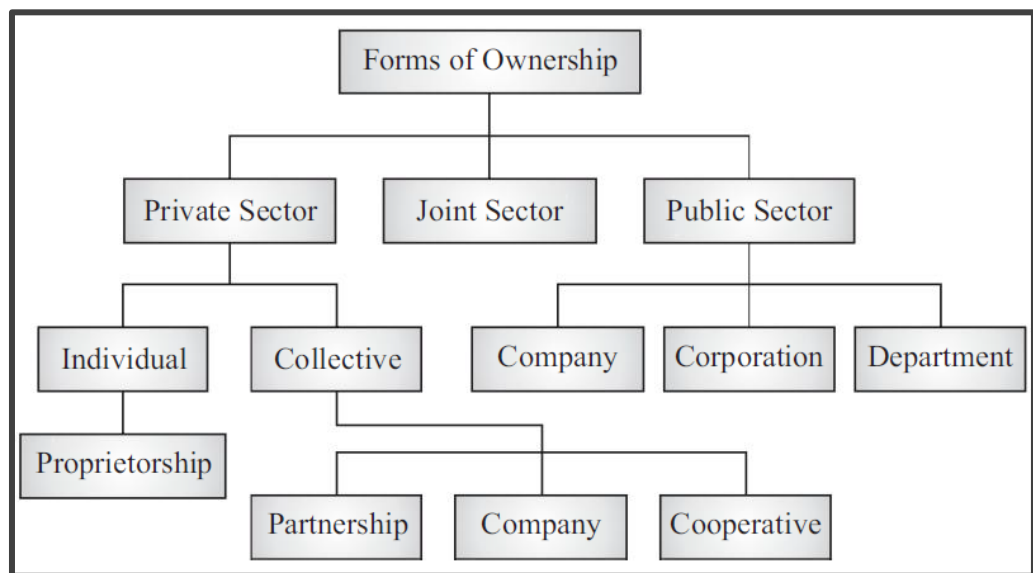 Forms of Ownership
Private Sector
Joint Sector
Public Sector
Individual
Collective
Company
Corporation
Department
Proprietorship
Partnership
Company
Cooperative